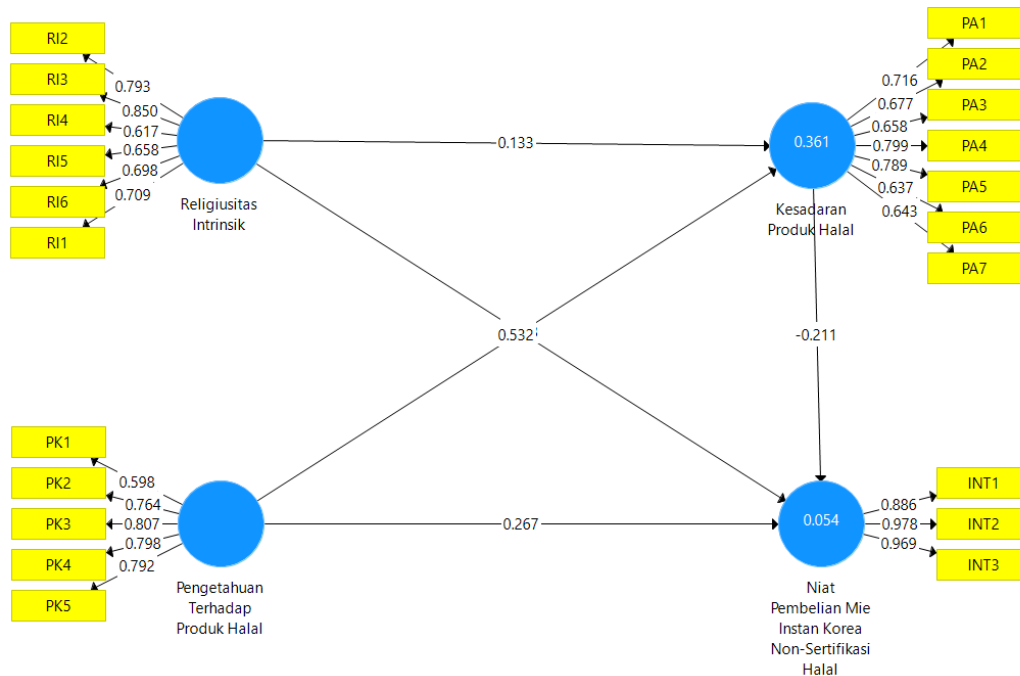 RI2
RI3
RI4
RI5
RI6
RI1
0.793
0.850
0.617
0.658
0.698
0.709
Religiusitas
Intrinsik
0.133
0.361
Kesadaran
Produk Halal
0.716
0.677
0.658
0.799
0.789
0.637
0.643
PA1
PA2
PA3
PA4
PA5
PA6
PA7
0.532
-0.211
PK1
PK2
PK3
PK4
PK5
0.598
0.764
0.807
0.798
0.792
Pengetahuan
Terhadap
Produk Halal
0.267
0.054
Niat
Pembelian Mie
Instan Korea
Non-Sertifikasi
Halal
0.886
0.978
0.969
INT1
INT2
INT3